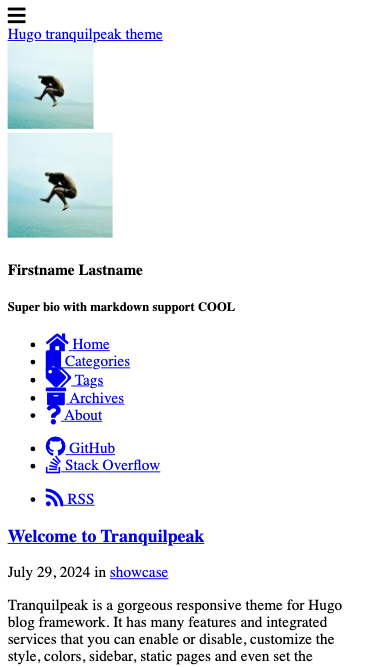 Hugo tranquilpeak theme
Firstname Lastname
Super bio with markdown support COOL
Home
Categories
Tags
Archives
About
GitHub
Stack Overflow
RSS
Welcome to Tranquilpeak
July 29, 2024 in showcase
Tranquilpeak is a gorgeous responsive theme for Hugo
blog framework. It has many features and integrated
services that you can enable or disable, customize the
style, colors, sidebar, static pages and even set the